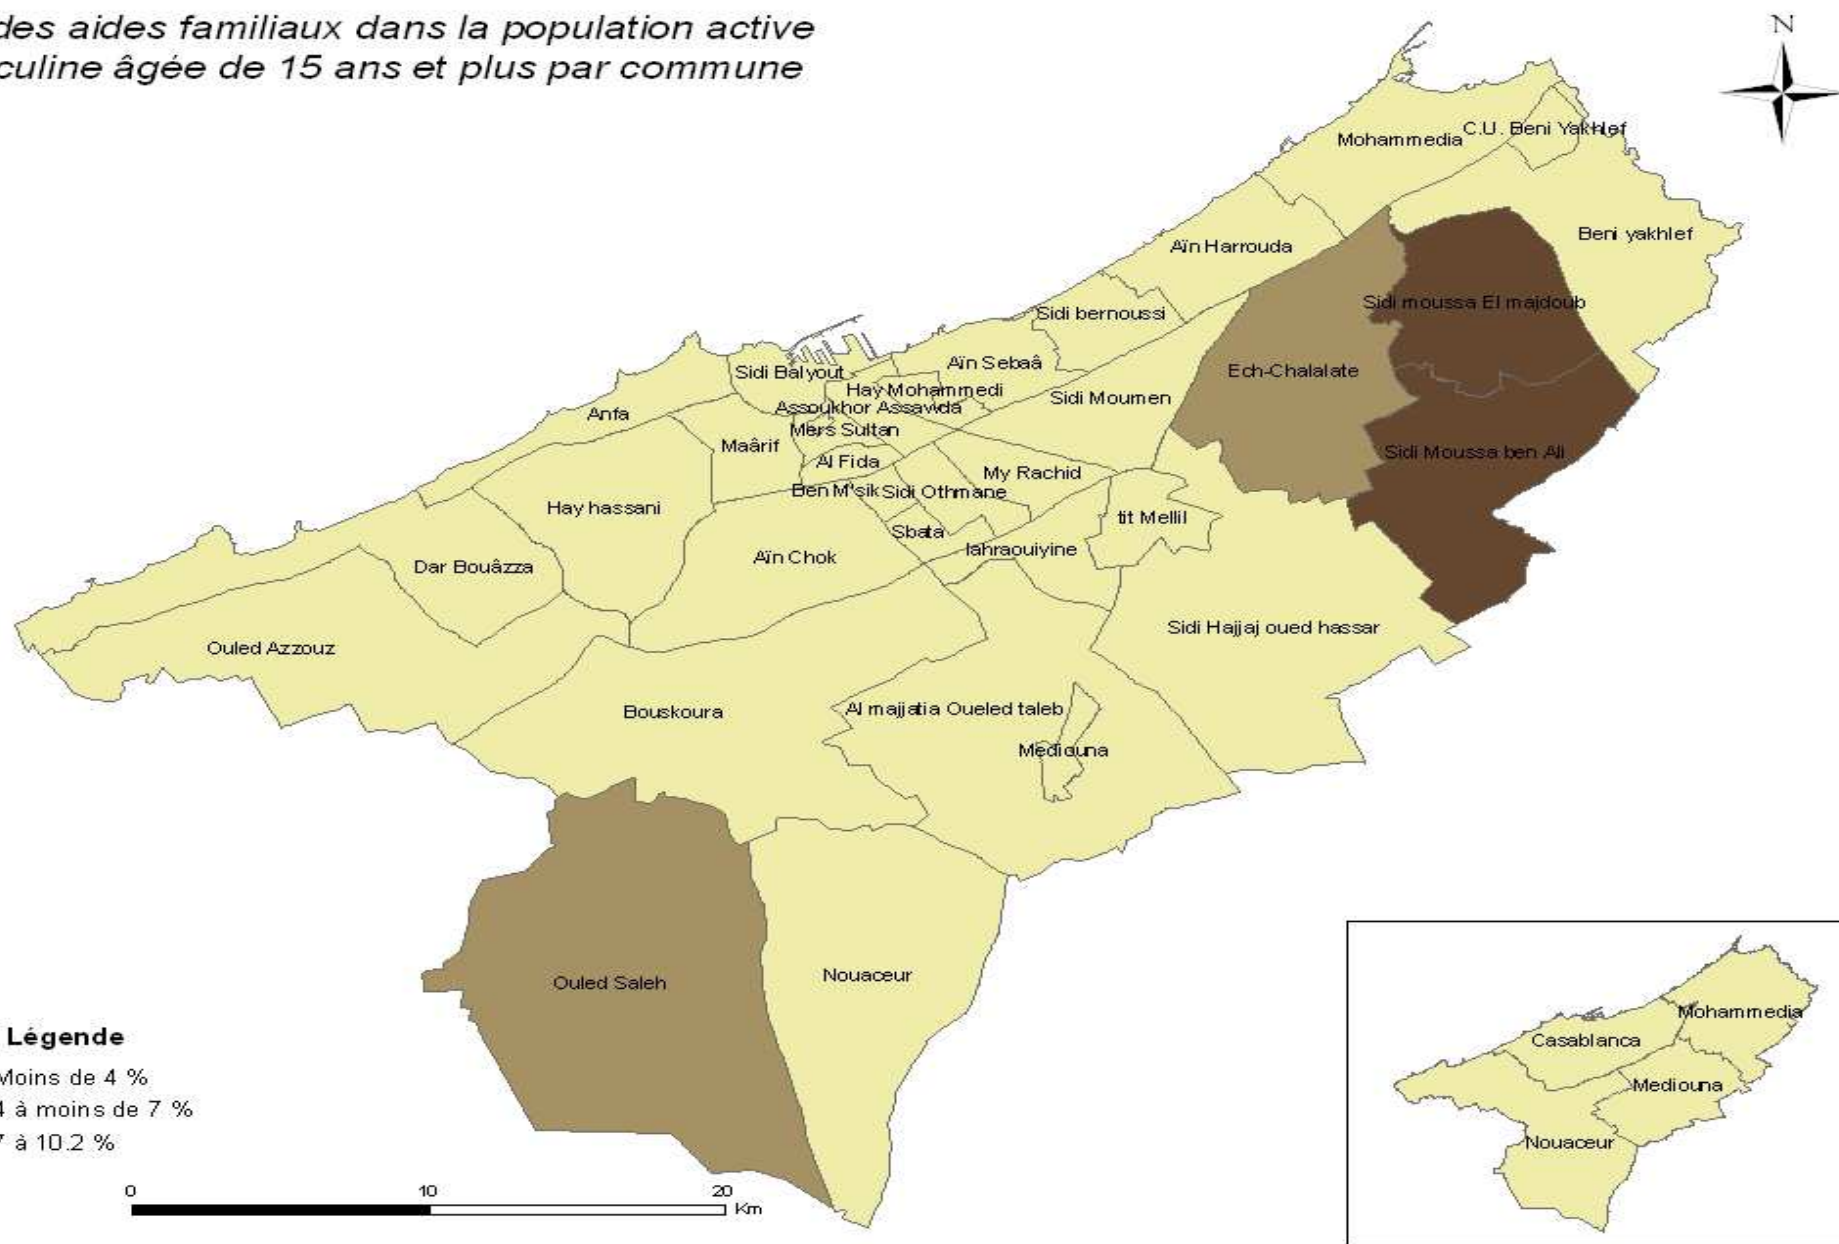 des aides familiaux dans la population active
culine âgée de 15 ans et plus par commune
N
Mohammedia
C.U. Beni Yakhlef
Beni yakhlef
Aïn Harrouda
Sidi moussa El majdoub
Sidi bernoussi
Aïn Sebaâ
Ech-Chalalate
Sidi Balyout
Hay Mohammedi
Sidi Moumen
Assoukhor Assawda
Anfa
Mers Sultan
Maârif
Sidi Moussa ben Ali
Al Fida
My Rachid
Ben M'sik
Sidi Othmane
Hay hassani
tit Mellil
Sbata
lahraouiyine
Aïn Chok
Dar Bouâzza
Sidi Hajjaj oued hassar
Ouled Azzouz
Bouskoura
Al majjatia Oueled taleb
Mediouna
Ouled Saleh
Nouaceur
Légende
Moins de 4 %
4 à moins de 7 %
7 à 10.2 %
0 10 20
Km
Mohammedia
Casablanca
Mediouna
Nouaceur